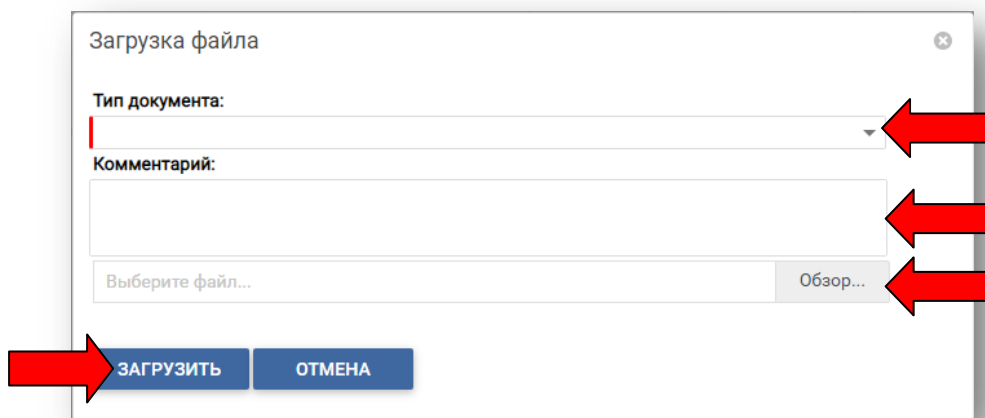 Загрузка файла
Тип документа:
Комментарий:
Выберите файл... Обзор...
ЗАГРУЗИТЬ ОТМЕНА